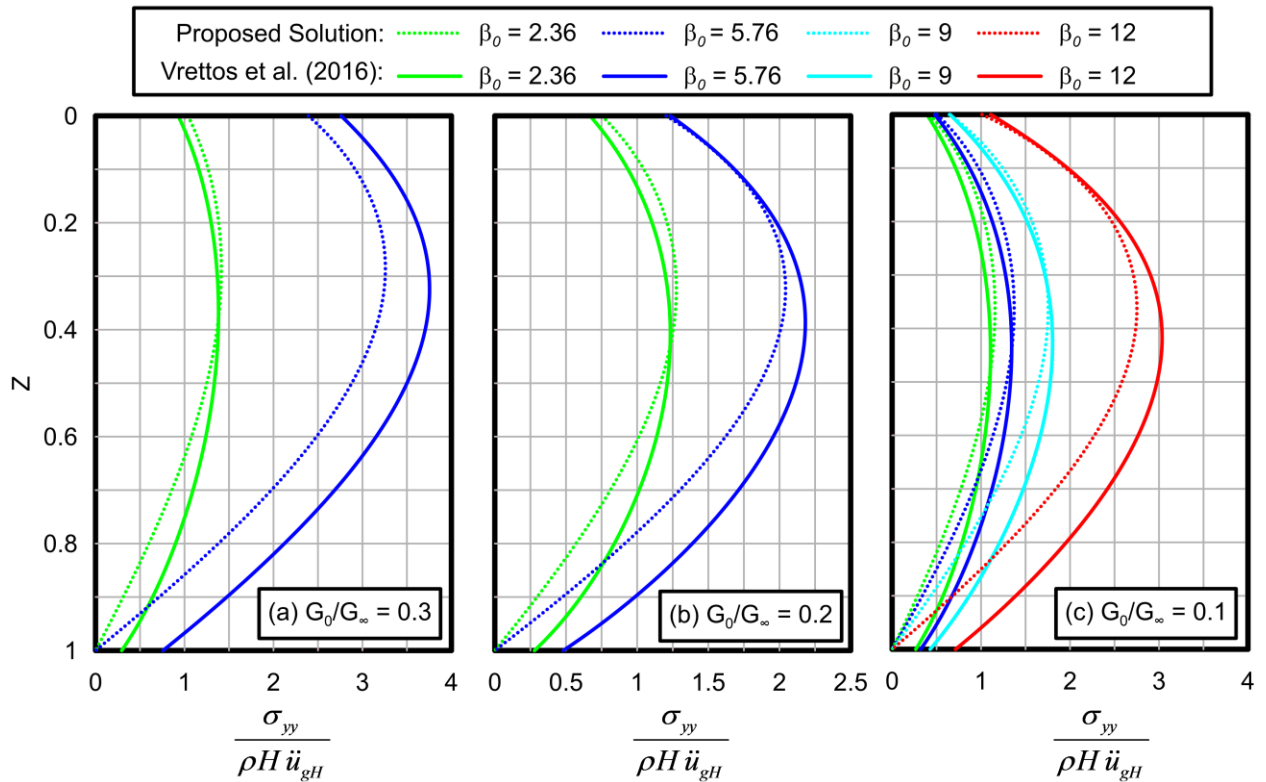 Proposed Solution: β₀ = 2.36 β₀ = 5.76 β₀ = 9 β₀ = 12
Vrettos et al. (2016): β₀ = 2.36 β₀ = 5.76 β₀ = 9 β₀ = 12
0
0.2
0.4
0.6
0.8
1
Z
(a) G₀/G∞ = 0.3
(b) G₀/G∞ = 0.2
(c) G₀/G∞ = 0.1
0 1 2 3 4
0 0.5 1 1.5 2 2.5
0 1 2 3 4
σyy
ρH ügH
σyy
ρH ügH
σyy
ρH ügH